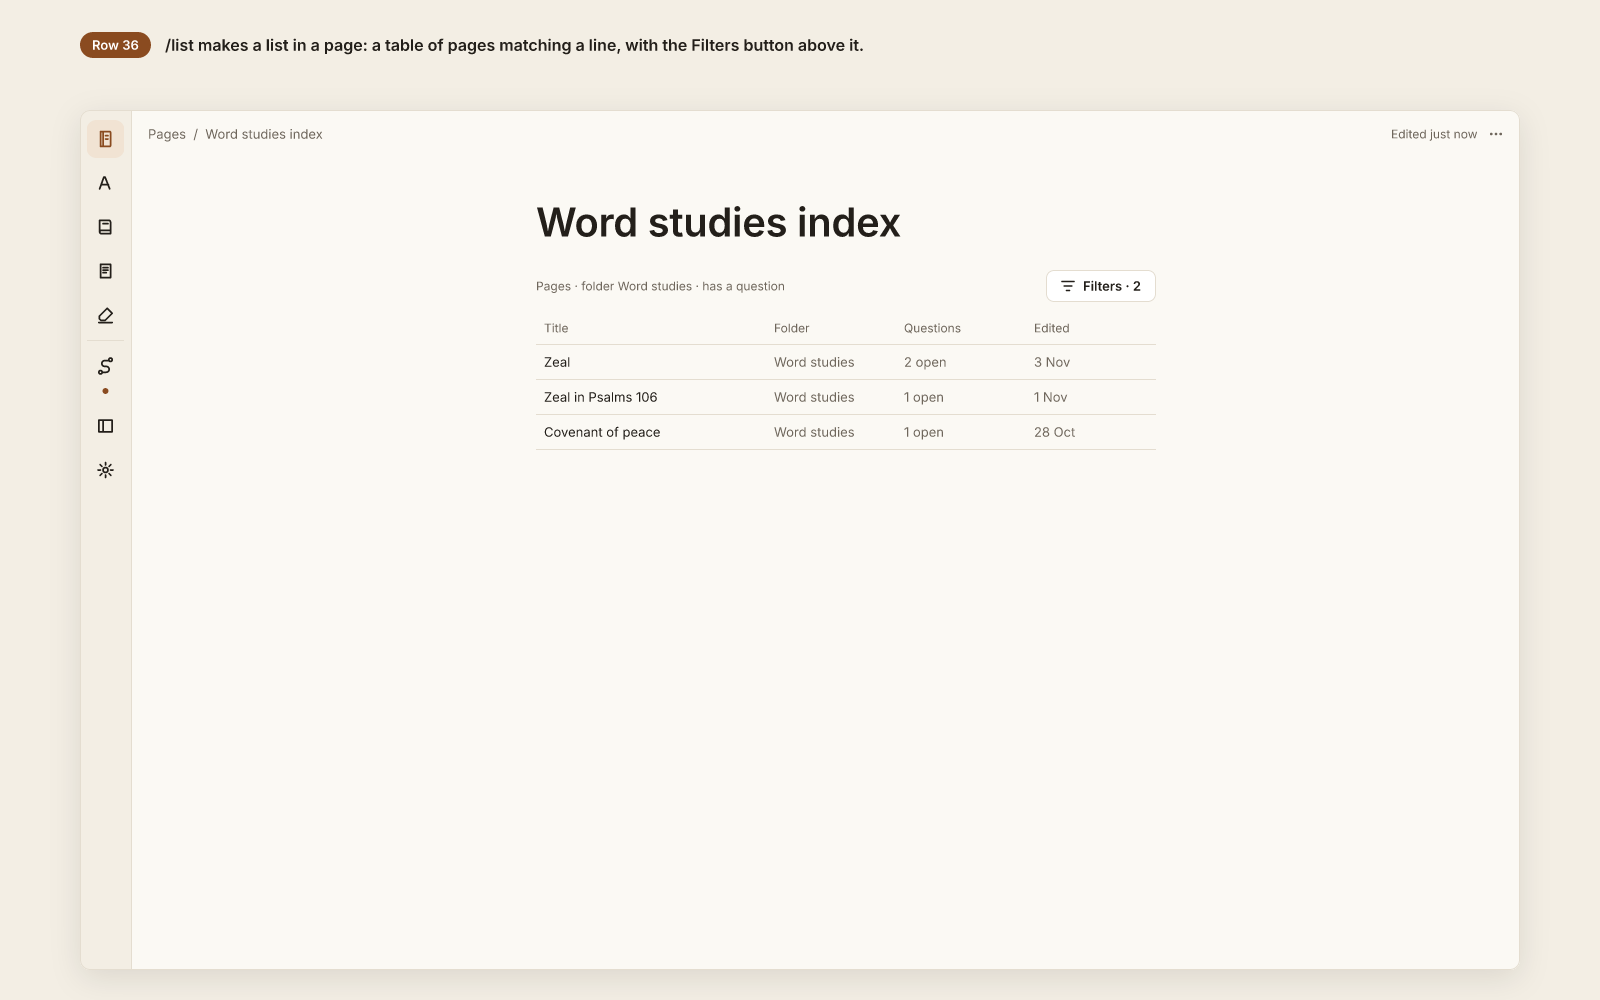 Row 36
/list makes a list in a page: a table of pages matching a line, with the Filters button above it.
Pages / Word studies index
Edited just now
Word studies index
Pages · folder Word studies · has a question
Filters · 2
Title Folder Questions Edited
Zeal Word studies 2 open 3 Nov
Zeal in Psalms 106 Word studies 1 open 1 Nov
Covenant of peace Word studies 1 open 28 Oct